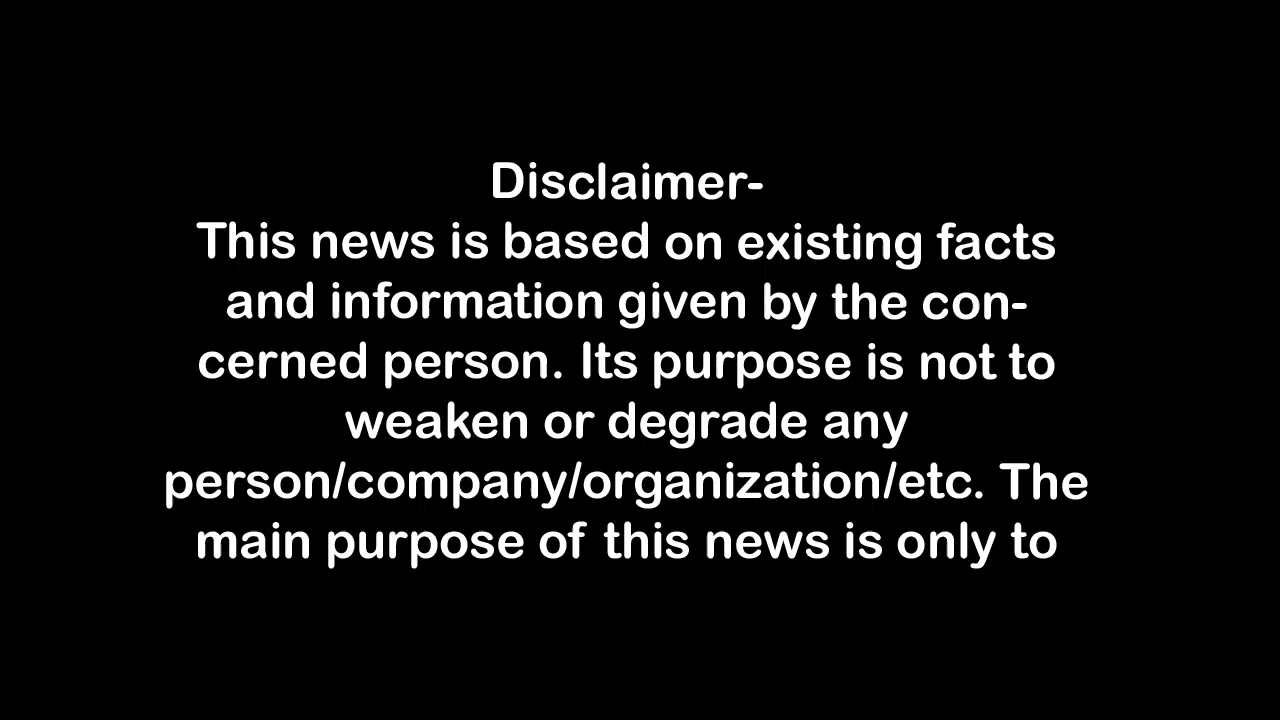 Disclaimer-
This news is based on existing facts
and information given by the con-
cerned person. Its purpose is not to
weaken or degrade any
person/company/organization/etc. The
main purpose of this news is only to